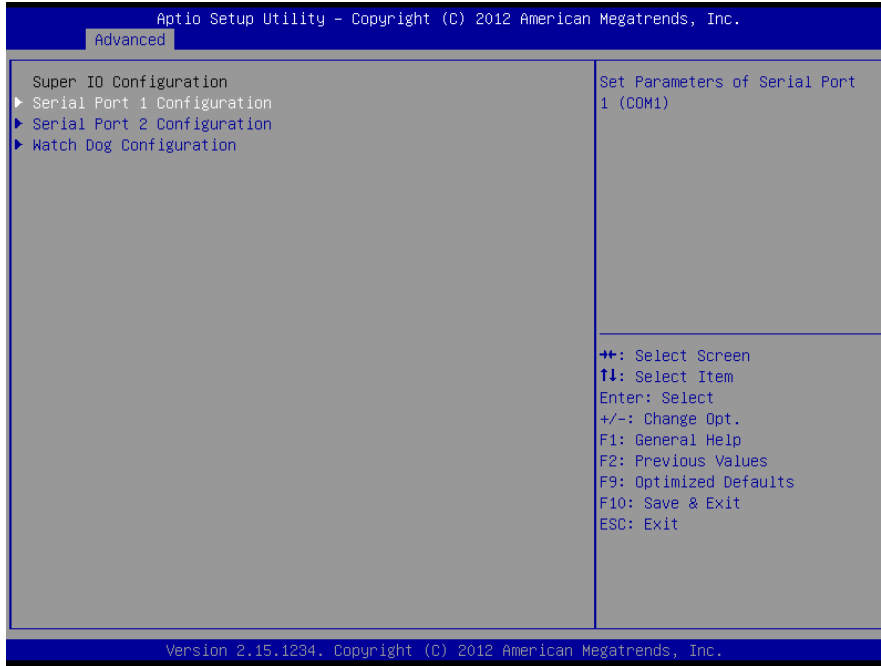 Aptio Setup Utility – Copyright (C) 2012 American Megatrends, Inc.
Advanced
Super IO Configuration
▶ Serial Port 1 Configuration
▶ Serial Port 2 Configuration
▶ Watch Dog Configuration
Set Parameters of Serial Port
1 (COM1)
→←: Select Screen
↑↓: Select Item
Enter: Select
+/-: Change Opt.
F1: General Help
F2: Previous Values
F9: Optimized Defaults
F10: Save & Exit
ESC: Exit
Version 2.15.1234. Copyright (C) 2012 American Megatrends, Inc.